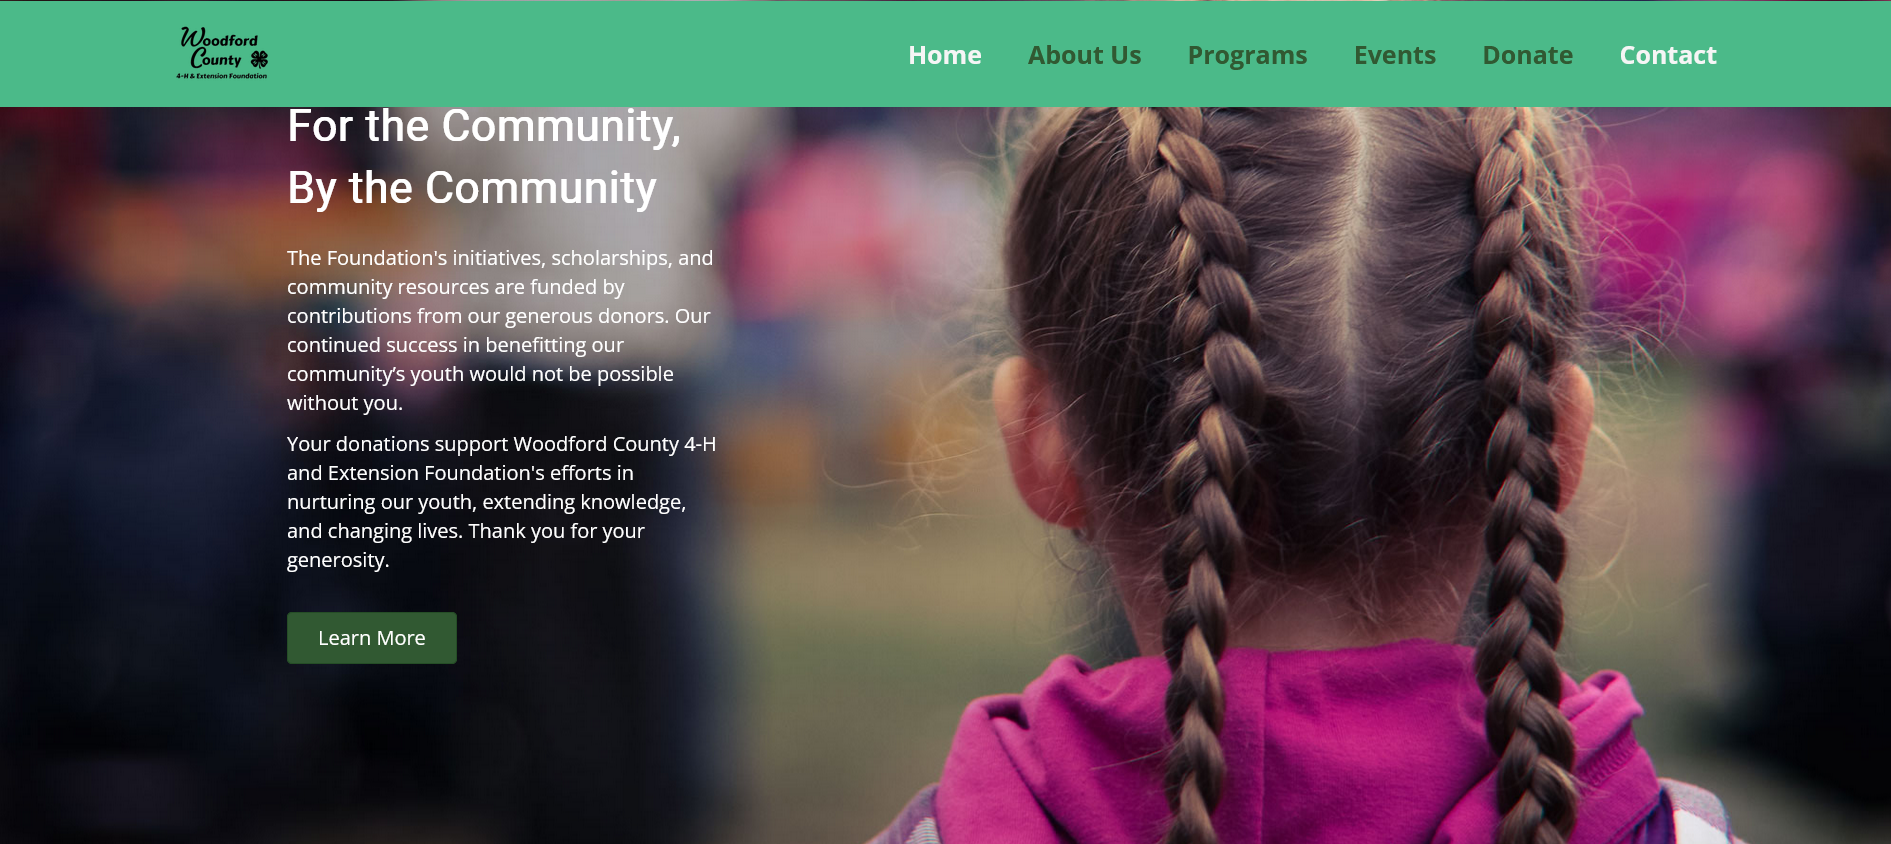 Woodford
County
4-H & Extension Foundation
Home About Us Programs Events Donate Contact
For the Community,
By the Community
The Foundation's initiatives, scholarships, and
community resources are funded by
contributions from our generous donors. Our
continued success in benefitting our
community’s youth would not be possible
without you.
Your donations support Woodford County 4-H
and Extension Foundation's efforts in
nurturing our youth, extending knowledge,
and changing lives. Thank you for your
generosity.
Learn More